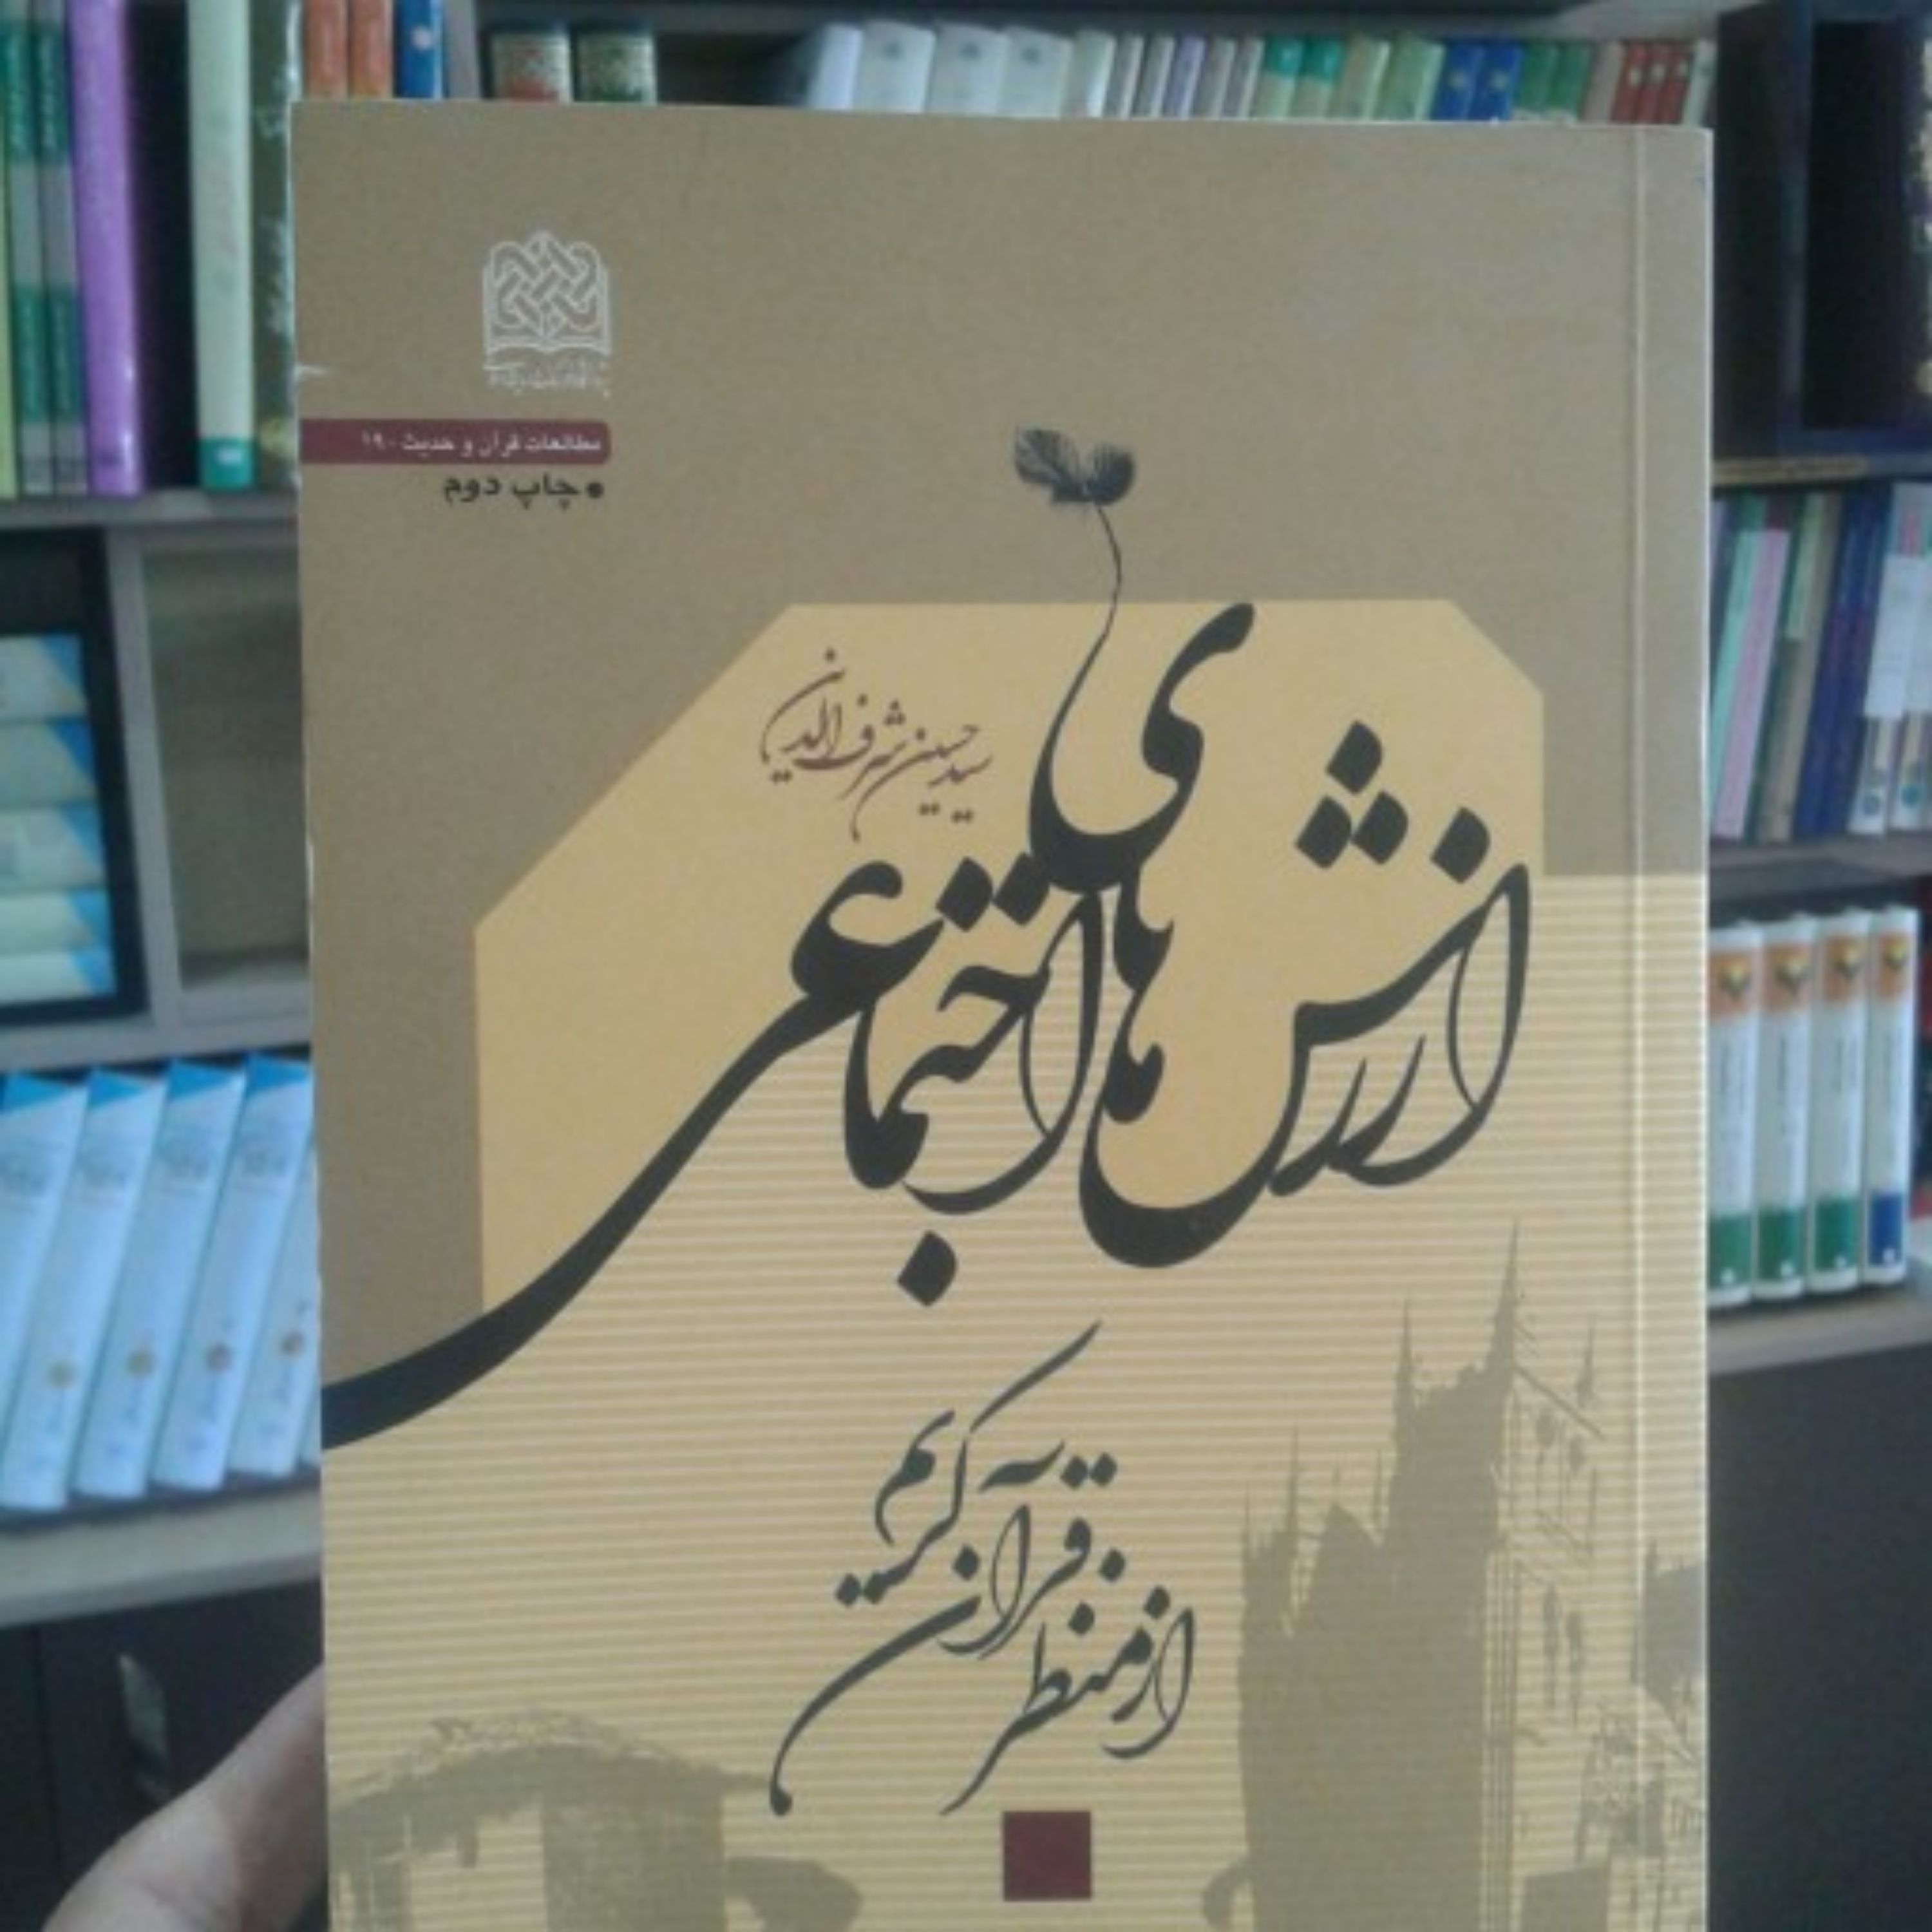 مطالعات قرآن و حدیث - ۱۹
• چاپ دوم
سید حسین شرف‌الدین
ارزش‌های
اجتماعی
از منظر
قرآن کریم